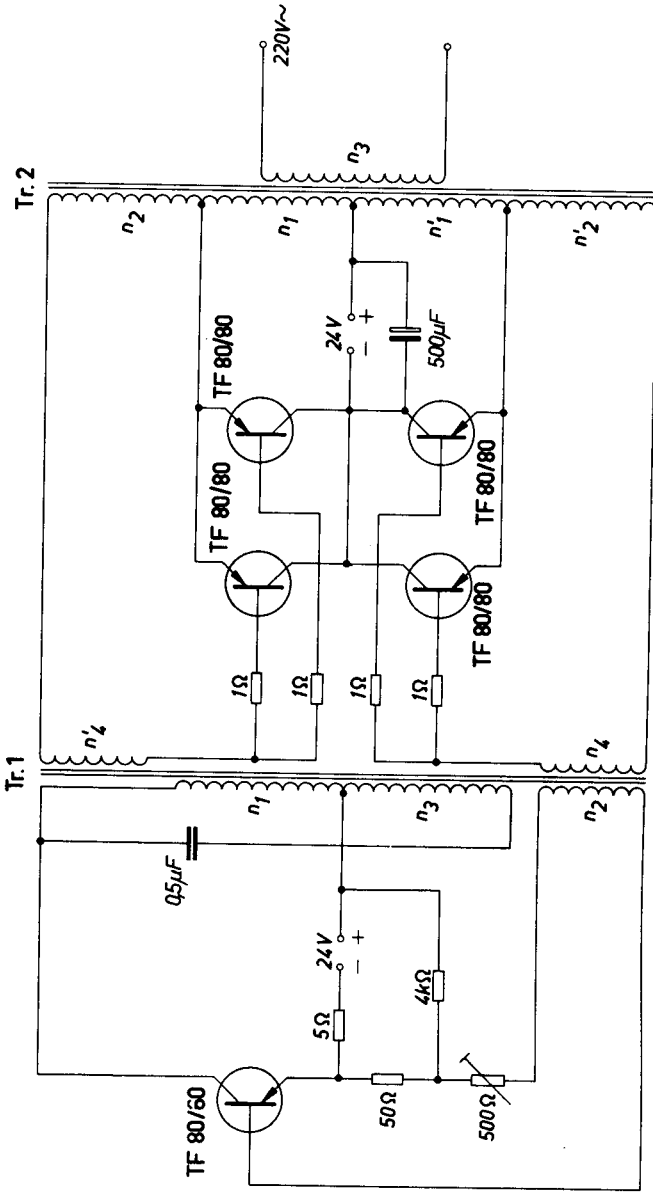 Tr. 1
Tr. 2
TF 80/60
0,5µF
n₁
n₃
n₂
5Ω
24V
− +
50Ω
4kΩ
500Ω
n'₄
n₄
1Ω
1Ω
1Ω
1Ω
TF 80/80
TF 80/80
TF 80/80
TF 80/80
24V
− +
500µF
n₂
n₁
n'₁
n'₂
n₃
220V~